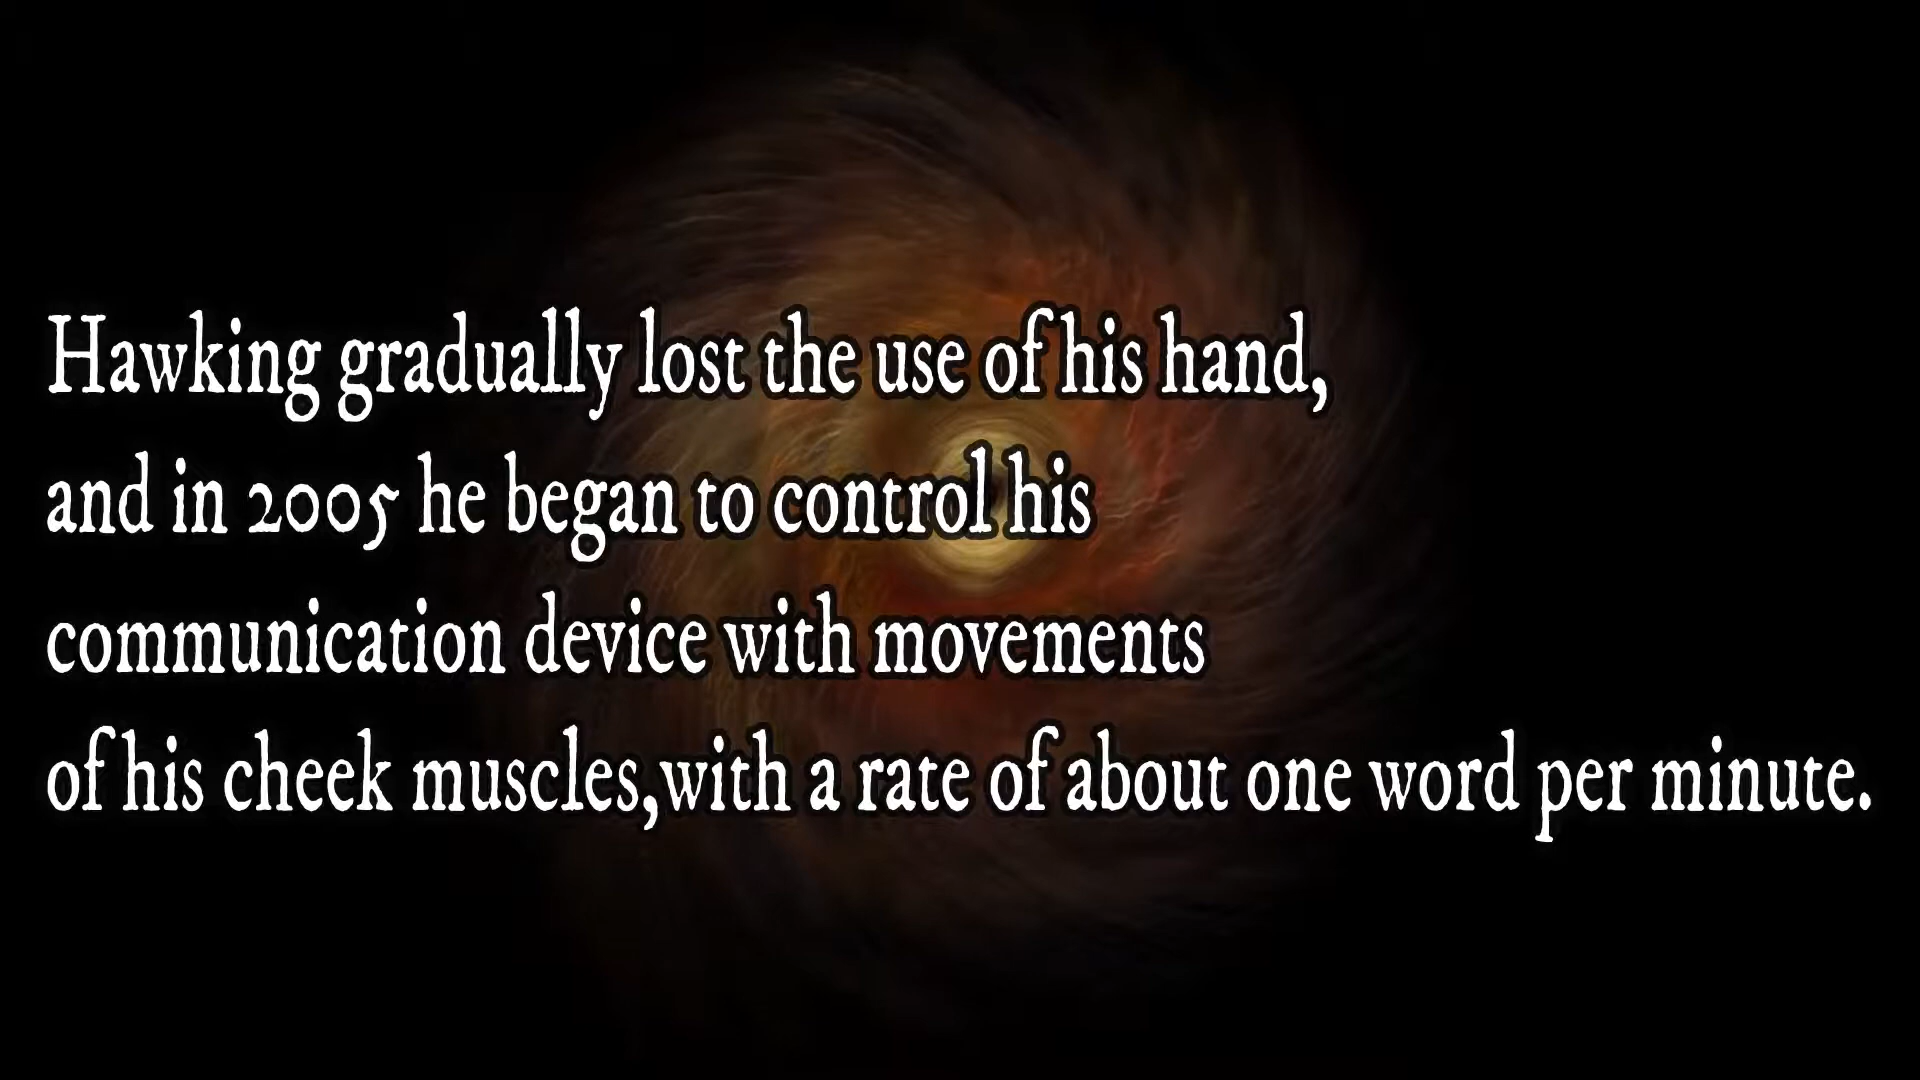 Hawking gradually lost the use of his hand,
and in 2005 he began to control his
communication device with movements
of his cheek muscles,with a rate of about one word per minute.